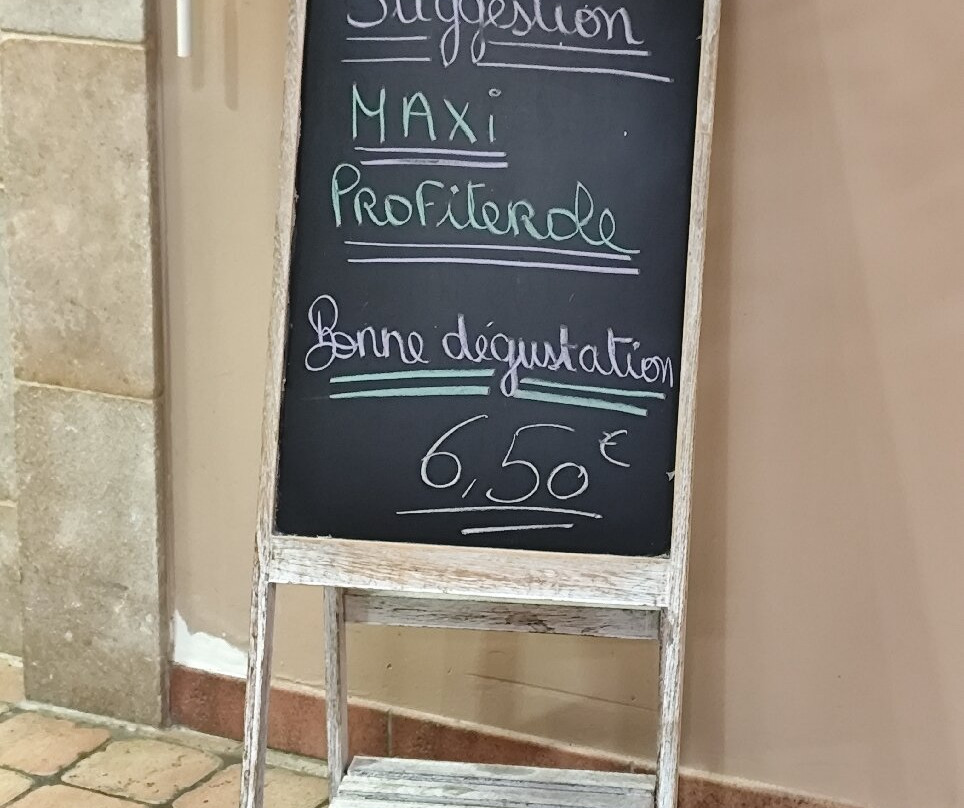 Suggestion
MAXi
PROFiteROle
Bonne dégustation
6,50€